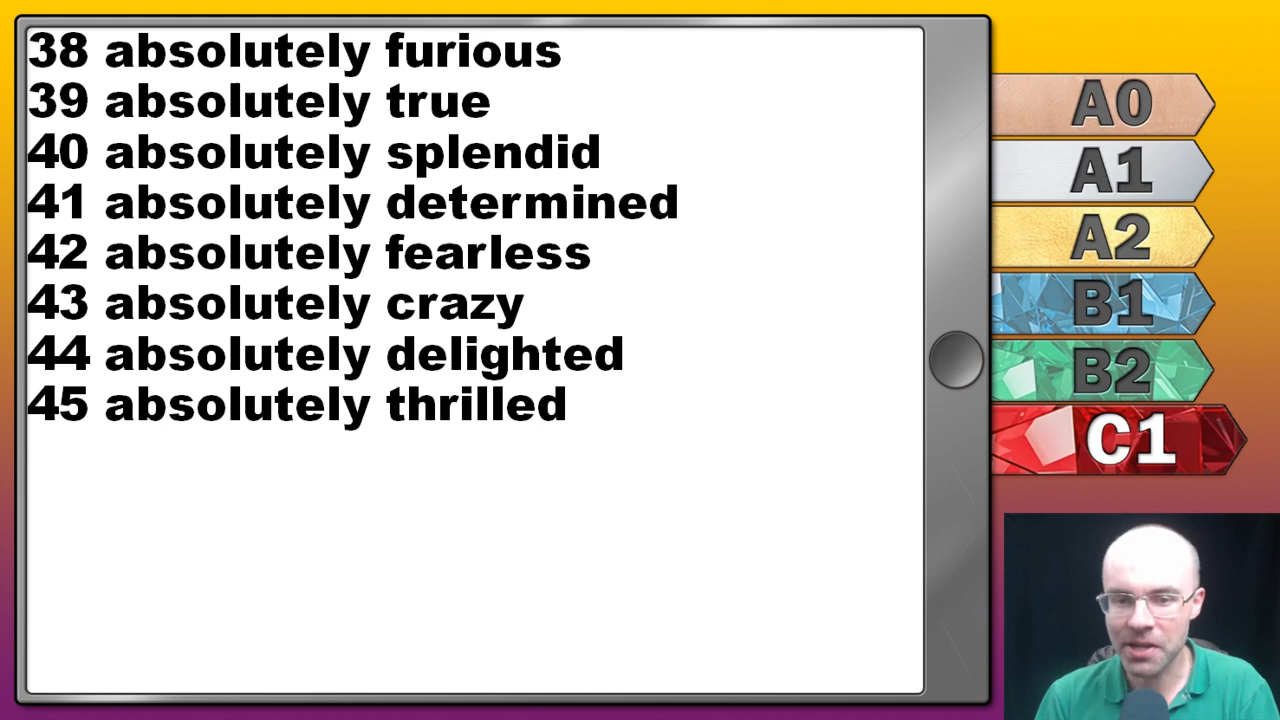 38 absolutely furious
39 absolutely true
40 absolutely splendid
41 absolutely determined
42 absolutely fearless
43 absolutely crazy
44 absolutely delighted
45 absolutely thrilled
A0
A1
A2
B1
B2
C1